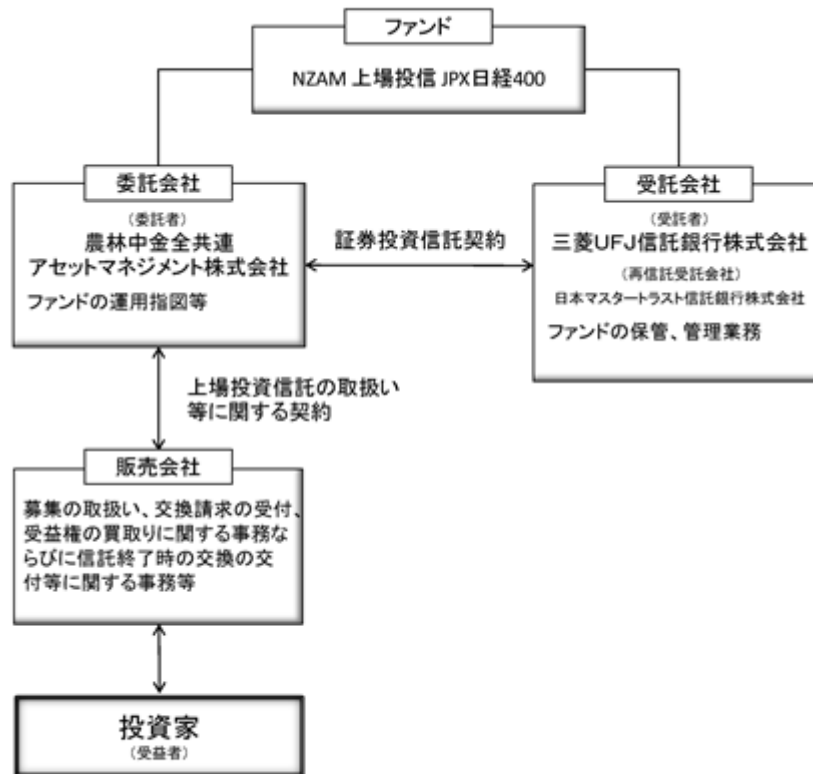 ファンド
NZAM 上場投信 JPX日経400
委託会社
（委託者）
農林中金全共連
アセットマネジメント株式会社
ファンドの運用指図等
証券投資信託契約
受託会社
（受託者）
三菱ＵＦＪ信託銀行株式会社
（再信託受託会社）
日本マスタートラスト信託銀行株式会社
ファンドの保管、管理業務
上場投資信託の取扱い
等に関する契約
販売会社
募集の取扱い、交換請求の受付、
受益権の買取りに関する事務な
らびに信託終了時の交換の交
付等に関する事務等
投資家
（受益者）